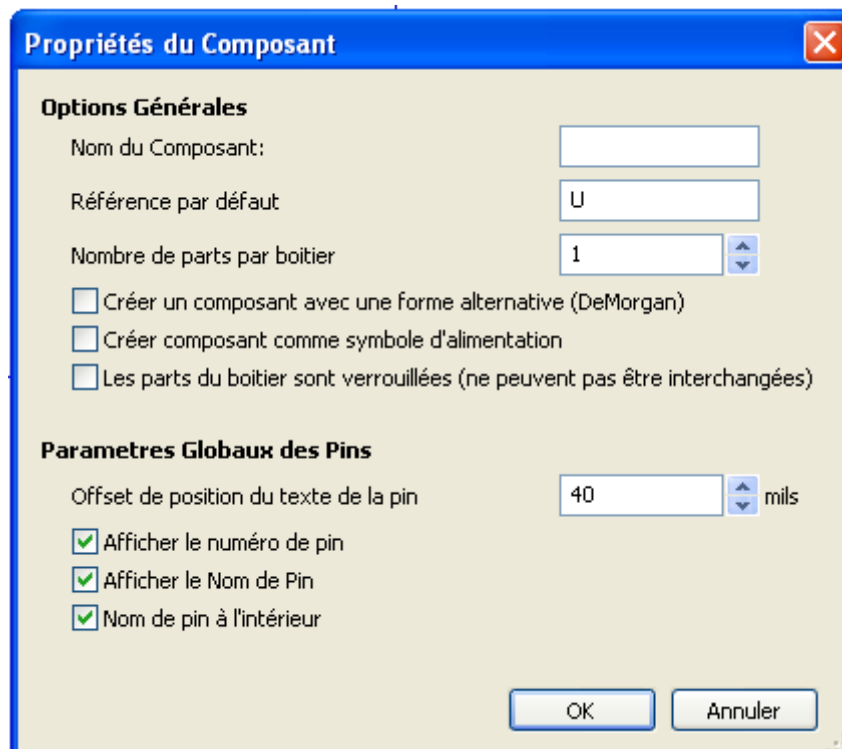 Propriétés du Composant
Options Générales
Nom du Composant:
Référence par défaut U
Nombre de parts par boitier 1
Créer un composant avec une forme alternative (DeMorgan)
Créer composant comme symbole d'alimentation
Les parts du boitier sont verrouillées (ne peuvent pas être interchangées)
Parametres Globaux des Pins
Offset de position du texte de la pin 40 mils
Afficher le numéro de pin
Afficher le Nom de Pin
Nom de pin à l'intérieur
OK Annuler